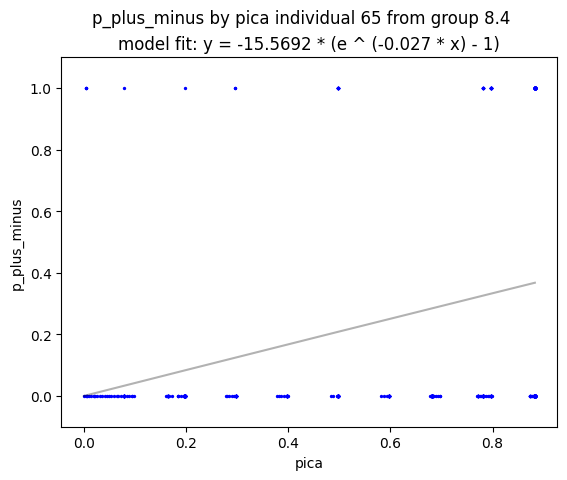 p_plus_minus by pica individual 65 from group 8.4
model fit: y = -15.5692 * (e ^ (-0.027 * x) - 1)
1.0
0.8
0.6
0.4
0.2
0.0
p_plus_minus
0.0 0.2 0.4 0.6 0.8
pica